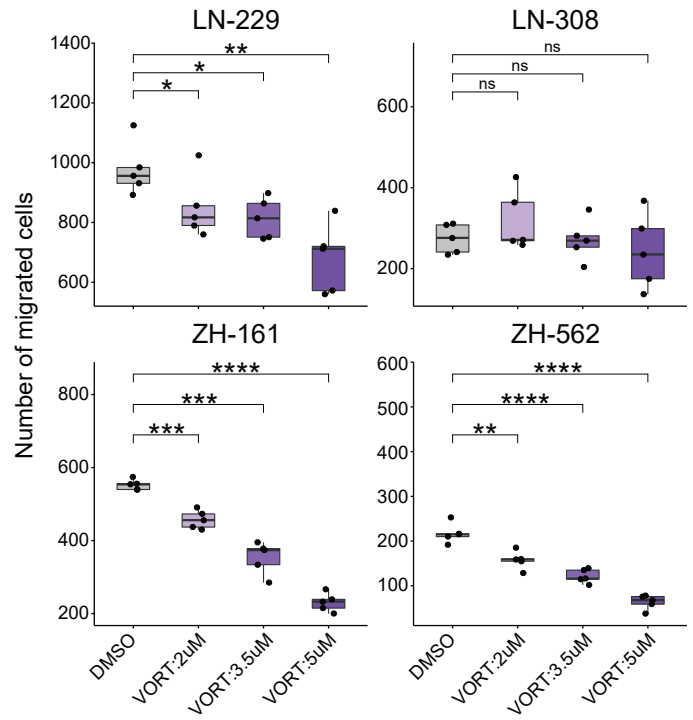 LN-229
LN-308
Number of migrated cells
1400
1200
1000
800
600
**
*
*
600
400
200
ns
ns
ns
ZH-161
ZH-562
800
600
400
200
****
***
***
600
500
400
300
200
100
****
****
**
DMSO
VORT:2uM
VORT:3.5uM
VORT:5uM
DMSO
VORT:2uM
VORT:3.5uM
VORT:5uM